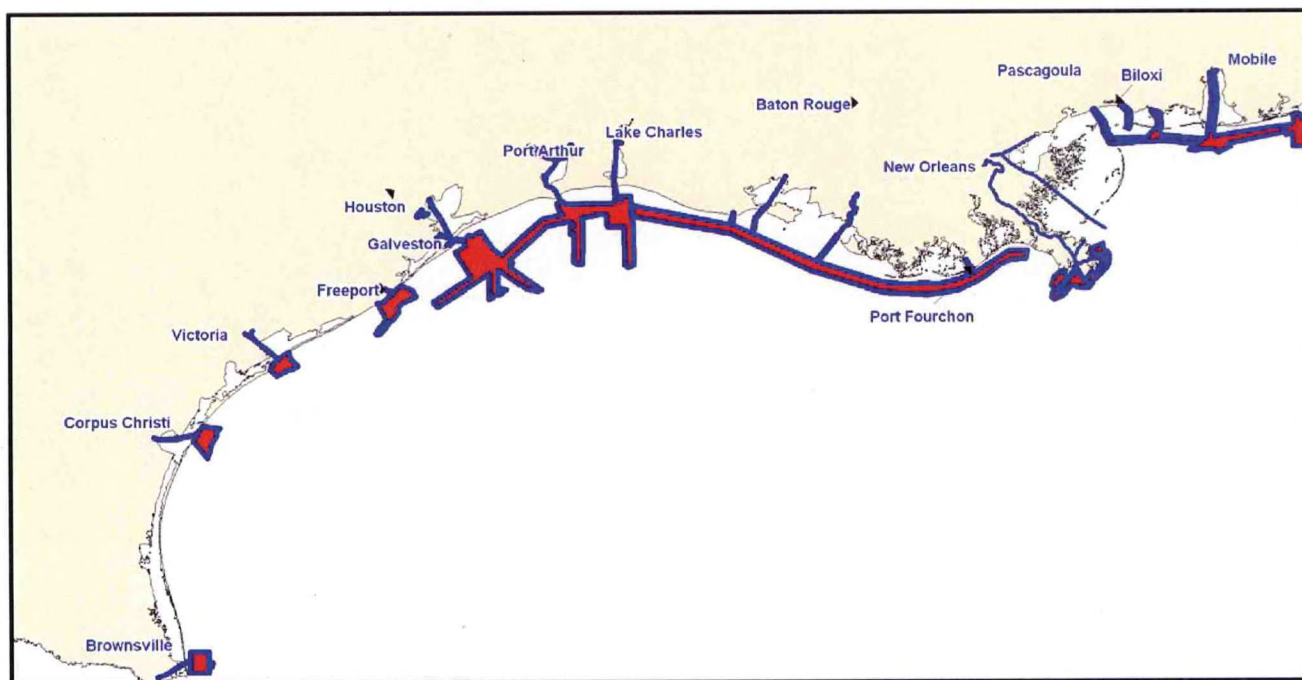 Mobile
Pascagoula
Biloxi
Baton Rouge
Lake Charles
Port Arthur
New Orleans
Houston
Galveston
Freeport
Port Fourchon
Victoria
Corpus Christi
Brownsville